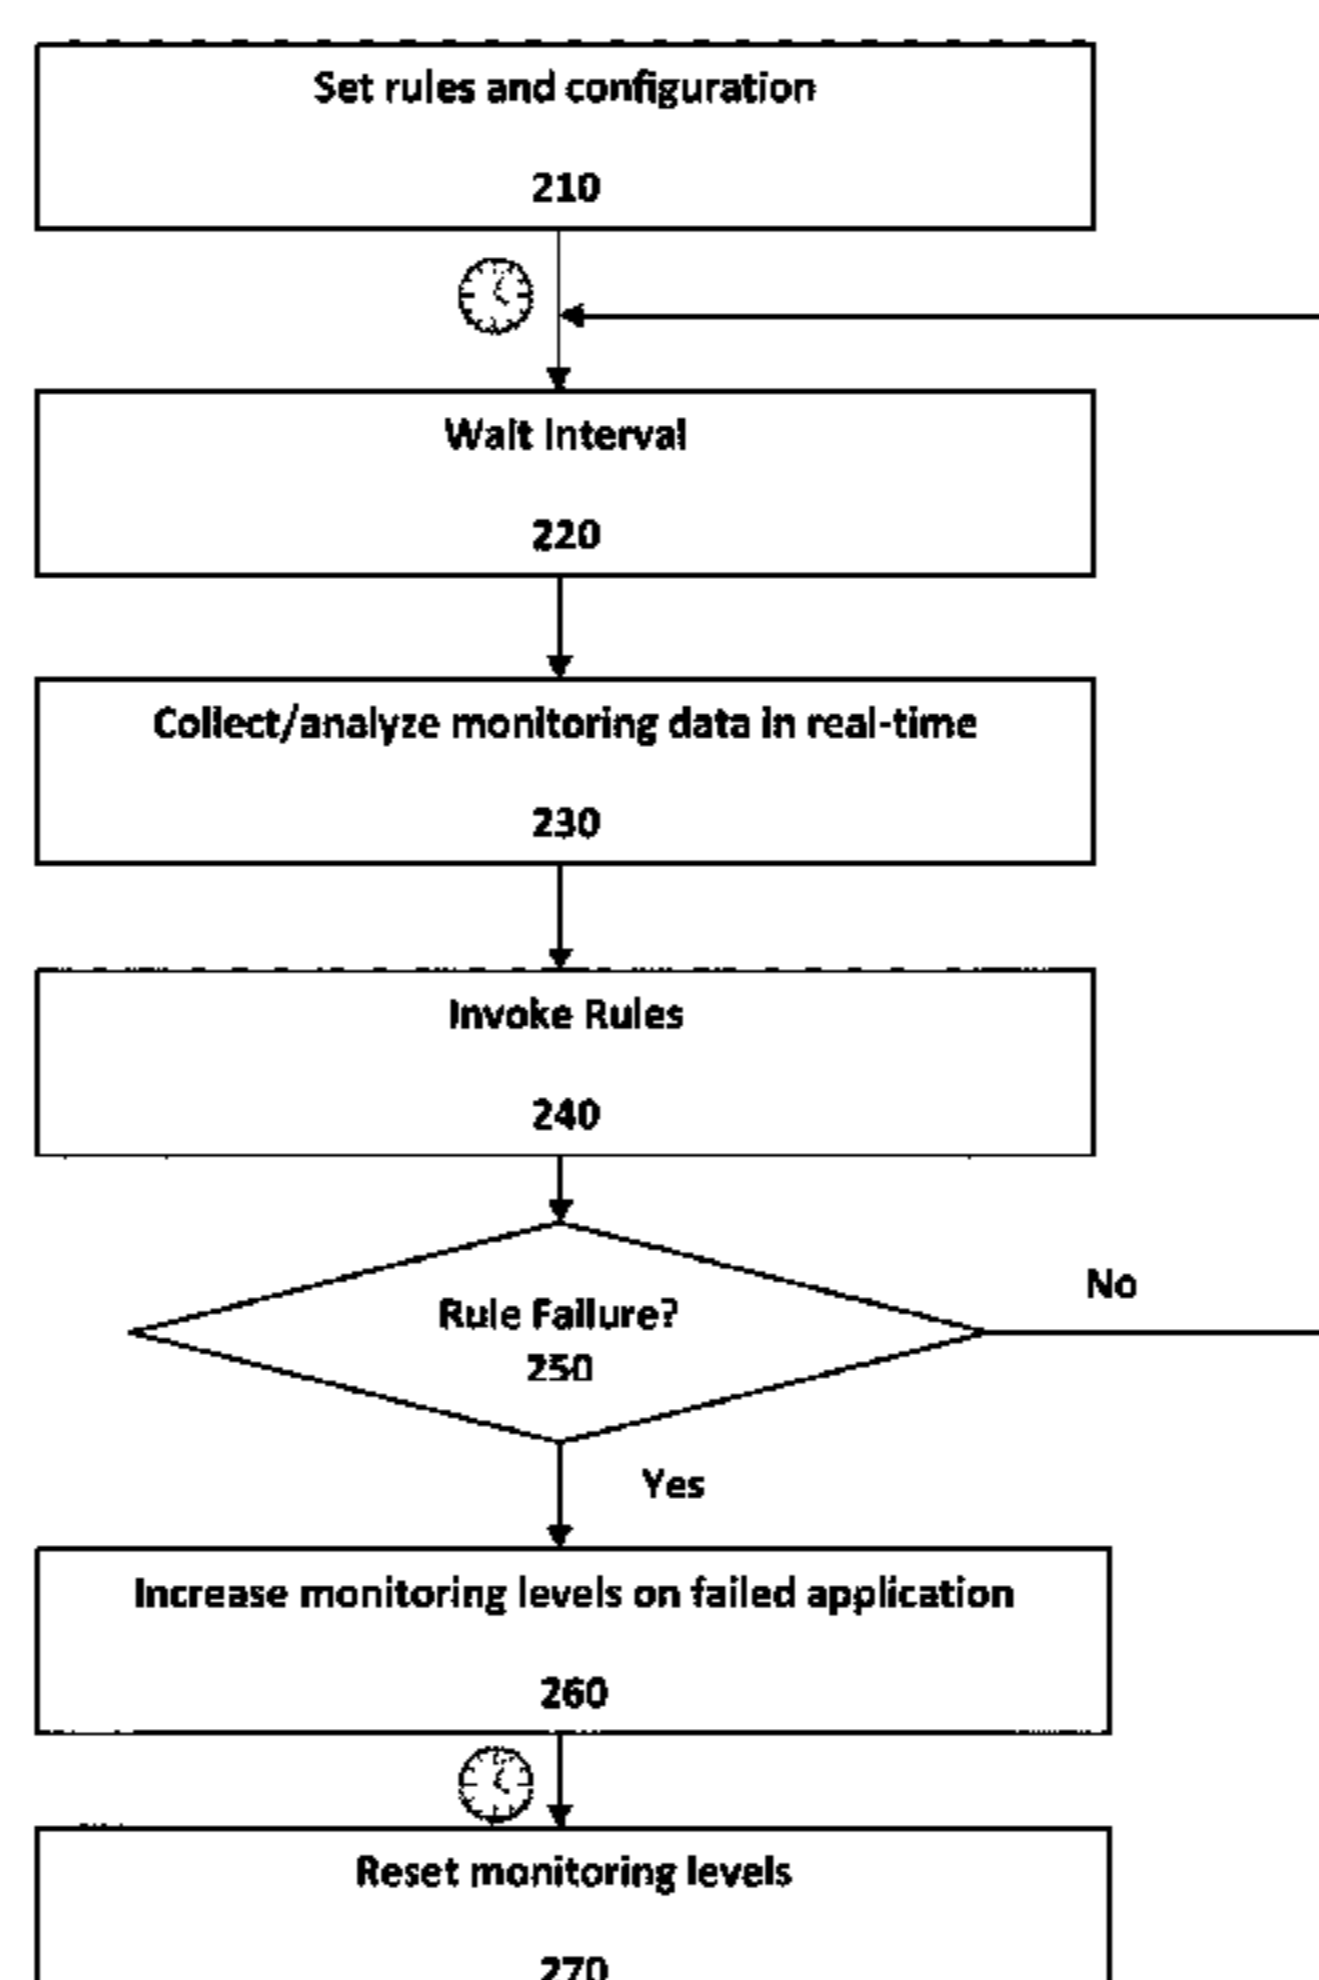 Set rules and configuration
210
Wait Interval
220
Collect/analyze monitoring data in real-time
230
Invoke Rules
240
Rule Failure?
250
No
Yes
Increase monitoring levels on failed application
260
Reset monitoring levels
270